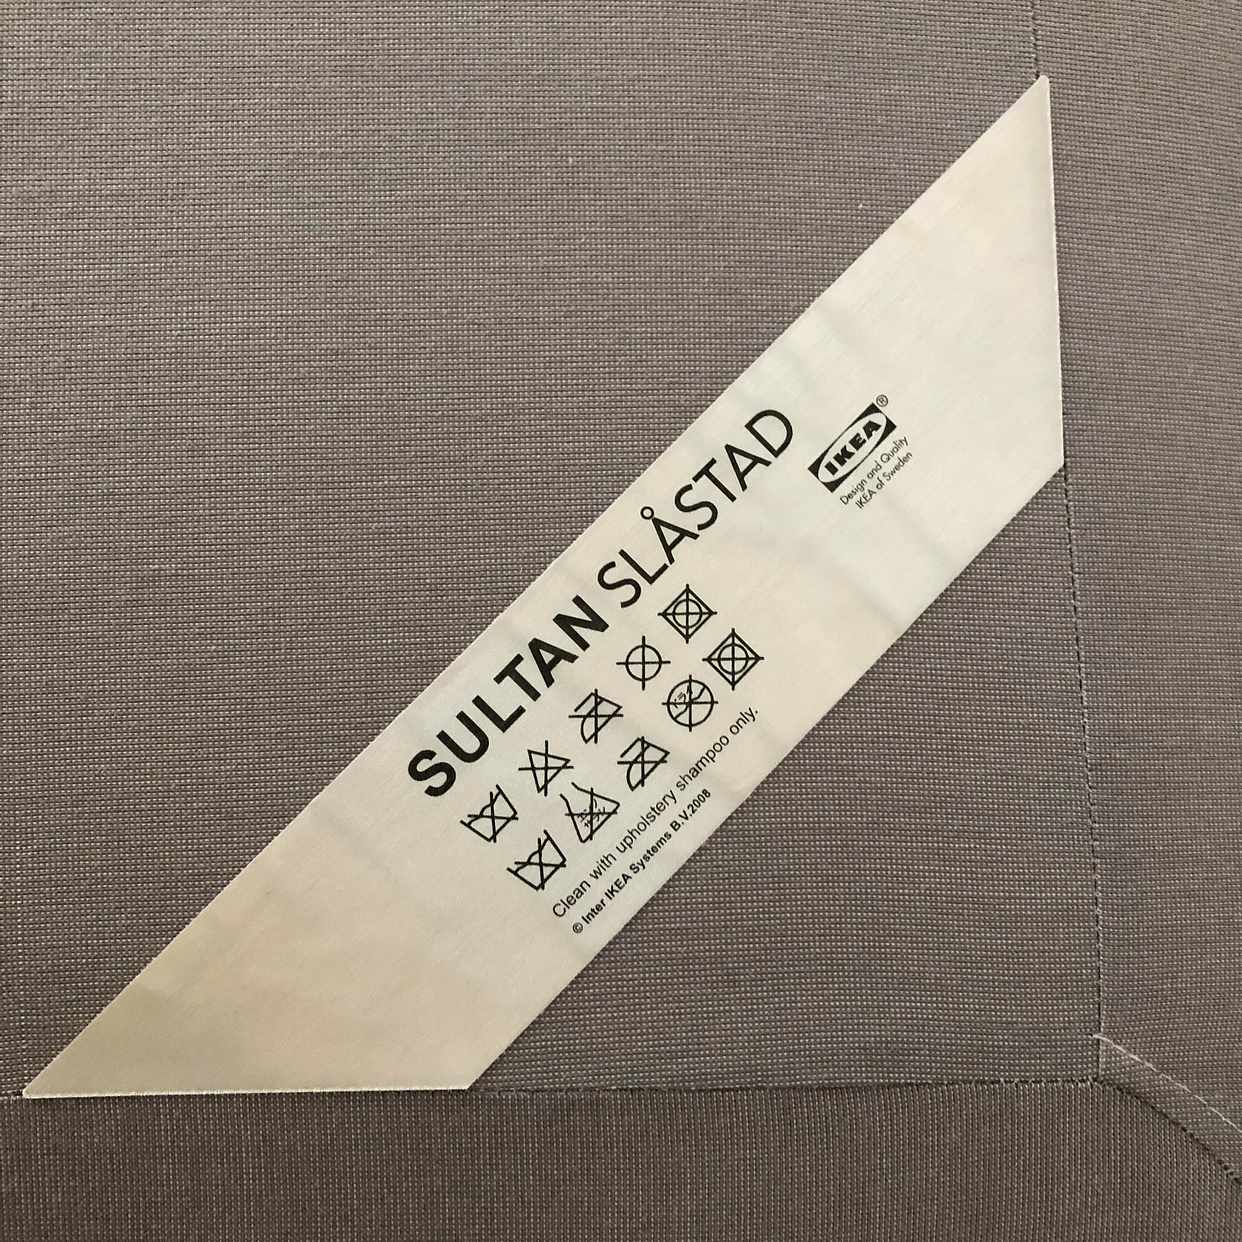 SULTAN SLÅSTAD
IKEA®
Design and Quality
IKEA of Sweden
Clean with upholstery shampoo only.
© Inter IKEA Systems B.V.2008